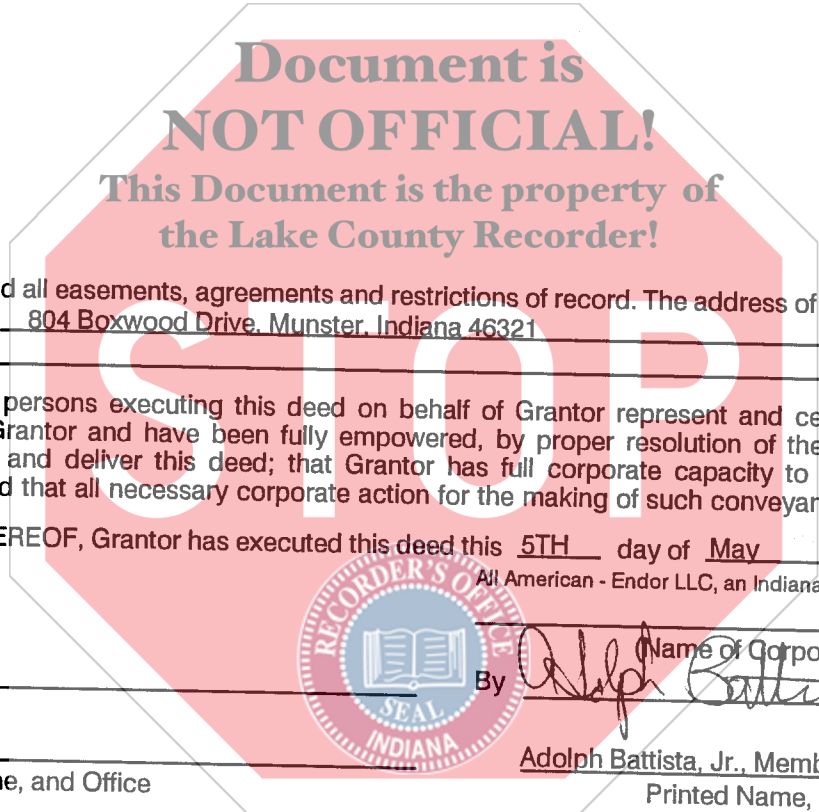 Document is
NOT OFFICIAL!
This Document is the property of
the Lake County Recorder!
d all easements, agreements and restrictions of record. The address of
804 Boxwood Drive, Munster, Indiana 46321
STOP
persons executing this deed on behalf of Grantor represent and ce
Grantor and have been fully empowered, by proper resolution of the
and deliver this deed; that Grantor has full corporate capacity to
d that all necessary corporate action for the making of such conveyan
EREOF, Grantor has executed this deed this 5TH day of May
All American - Endor LLC, an Indiana
RECORDER'S OFFICE
(Name of Corpo
By Adolph Batti
SEAL
INDIANA
Adolph Battista, Jr., Memb
e, and Office
Printed Name,